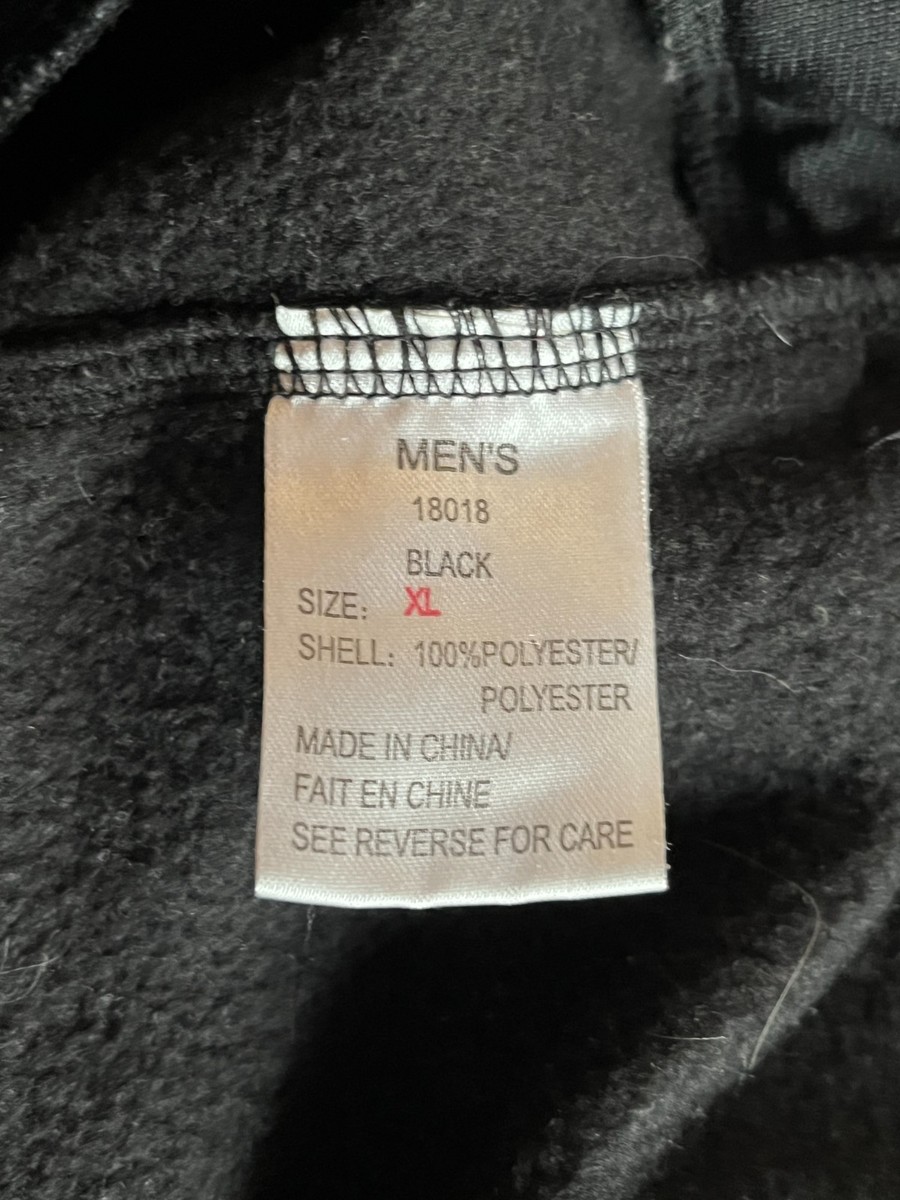 MEN'S
18018
BLACK
SIZE: XL
SHELL: 100%POLYESTER/
POLYESTER
MADE IN CHINA/
FAIT EN CHINE
SEE REVERSE FOR CARE